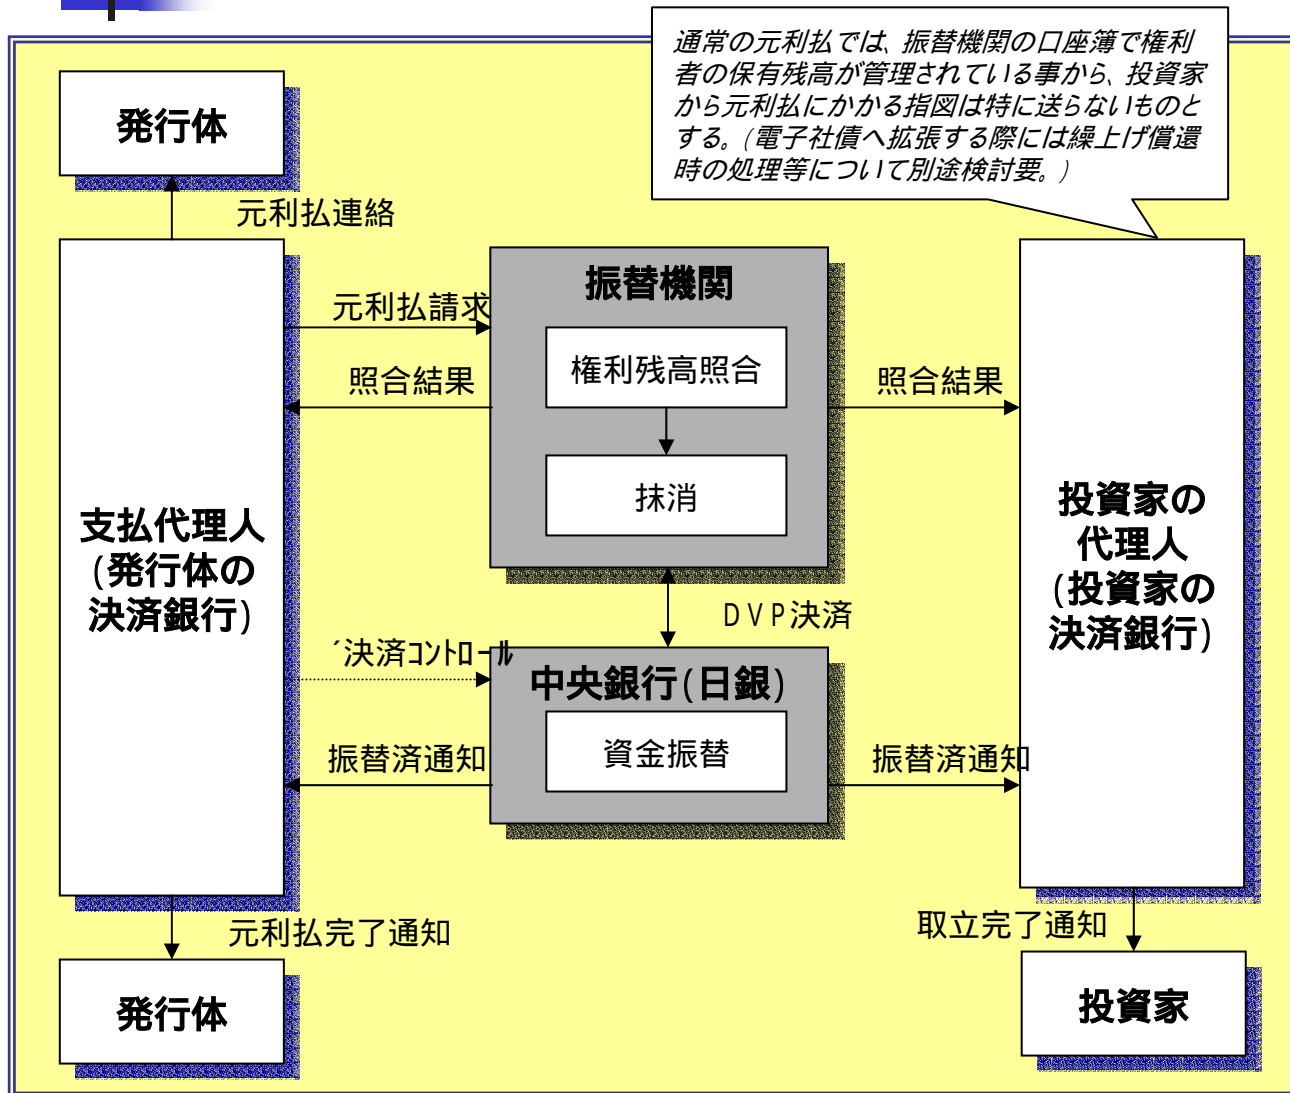 通常の元利払では、振替機関の口座簿で権利
者の保有残高が管理されている事から、投資家
から元利払にかかる指図は特に送らないものと
する。(電子社債へ拡張する際には繰上げ償還
時の処理等について別途検討要。)
発行体
元利払連絡
振替機関
元利払請求
権利残高照合
照合結果
照合結果
抹消
支払代理人
(発行体の
決済銀行)
投資家の
代理人
(投資家の
決済銀行)
DVP決済
´決済コントロール
中央銀行(日銀)
資金振替
振替済通知
振替済通知
元利払完了通知
取立完了通知
発行体
投資家